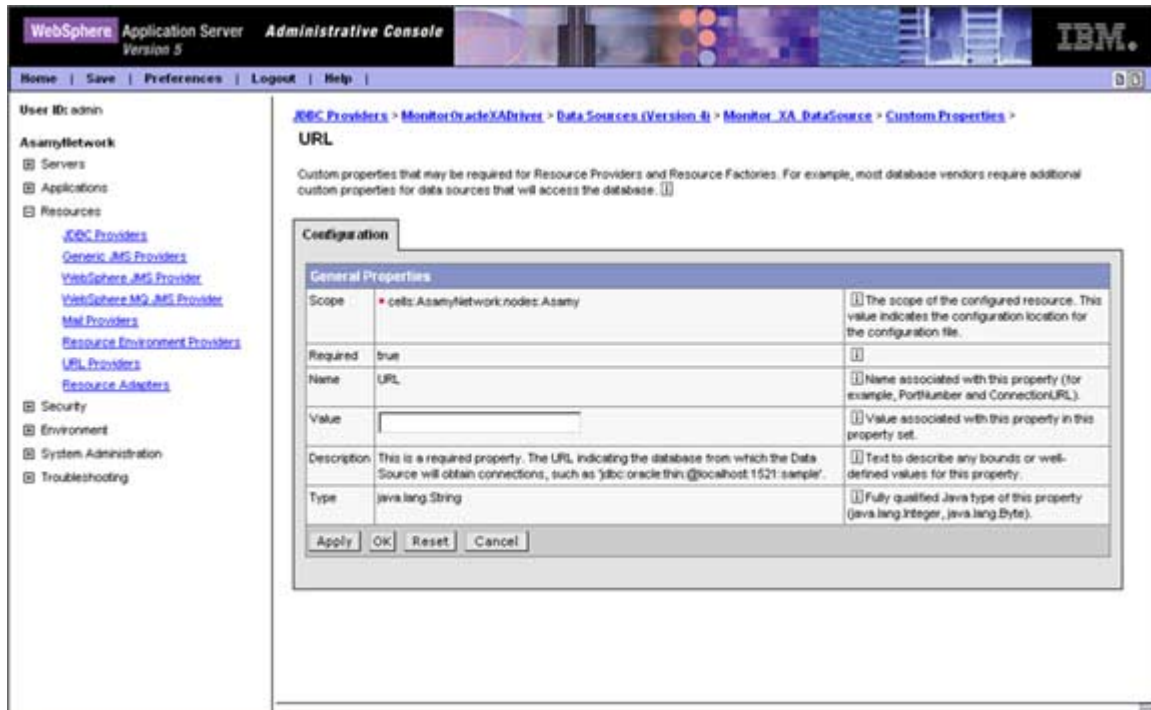 WebSphere Application Server Administrative Console
Version 5
IBM.
Home | Save | Preferences | Logout | Help |
User ID: admin
AsamyNetwork
Servers
Applications
Resources
JDBC Providers
Generic JMS Providers
WebSphere JMS Provider
WebSphere MQ JMS Provider
Mail Providers
Resource Environment Providers
URL Providers
Resource Adapters
Security
Environment
System Administration
Troubleshooting
JDBC Providers > MonitorOracleXADriver > Data Sources (Version 4) > Monitor_XA_DataSource > Custom Properties >
URL
Custom properties that may be required for Resource Providers and Resource Factories. For example, most database vendors require additional
custom properties for data sources that will access the database. i
Configuration
General Properties
Scope
* cells:AsamyNetwork:nodes:Asamy
i The scope of the configured resource. This
value indicates the configuration location for
the configuration file.
Required
true
i
Name
URL
i Name associated with this property (for
example, PortNumber and ConnectionURL).
Value
i Value associated with this property in this
property set.
Description
This is a required property. The URL indicating the database from which the Data
Source will obtain connections, such as 'jdbc:oracle:thin:@localhost:1521:sample'.
i Text to describe any bounds or well-
defined values for this property.
Type
java.lang.String
i Fully qualified Java type of this property
(java.lang.Integer, java.lang.Byte).
Apply OK Reset Cancel